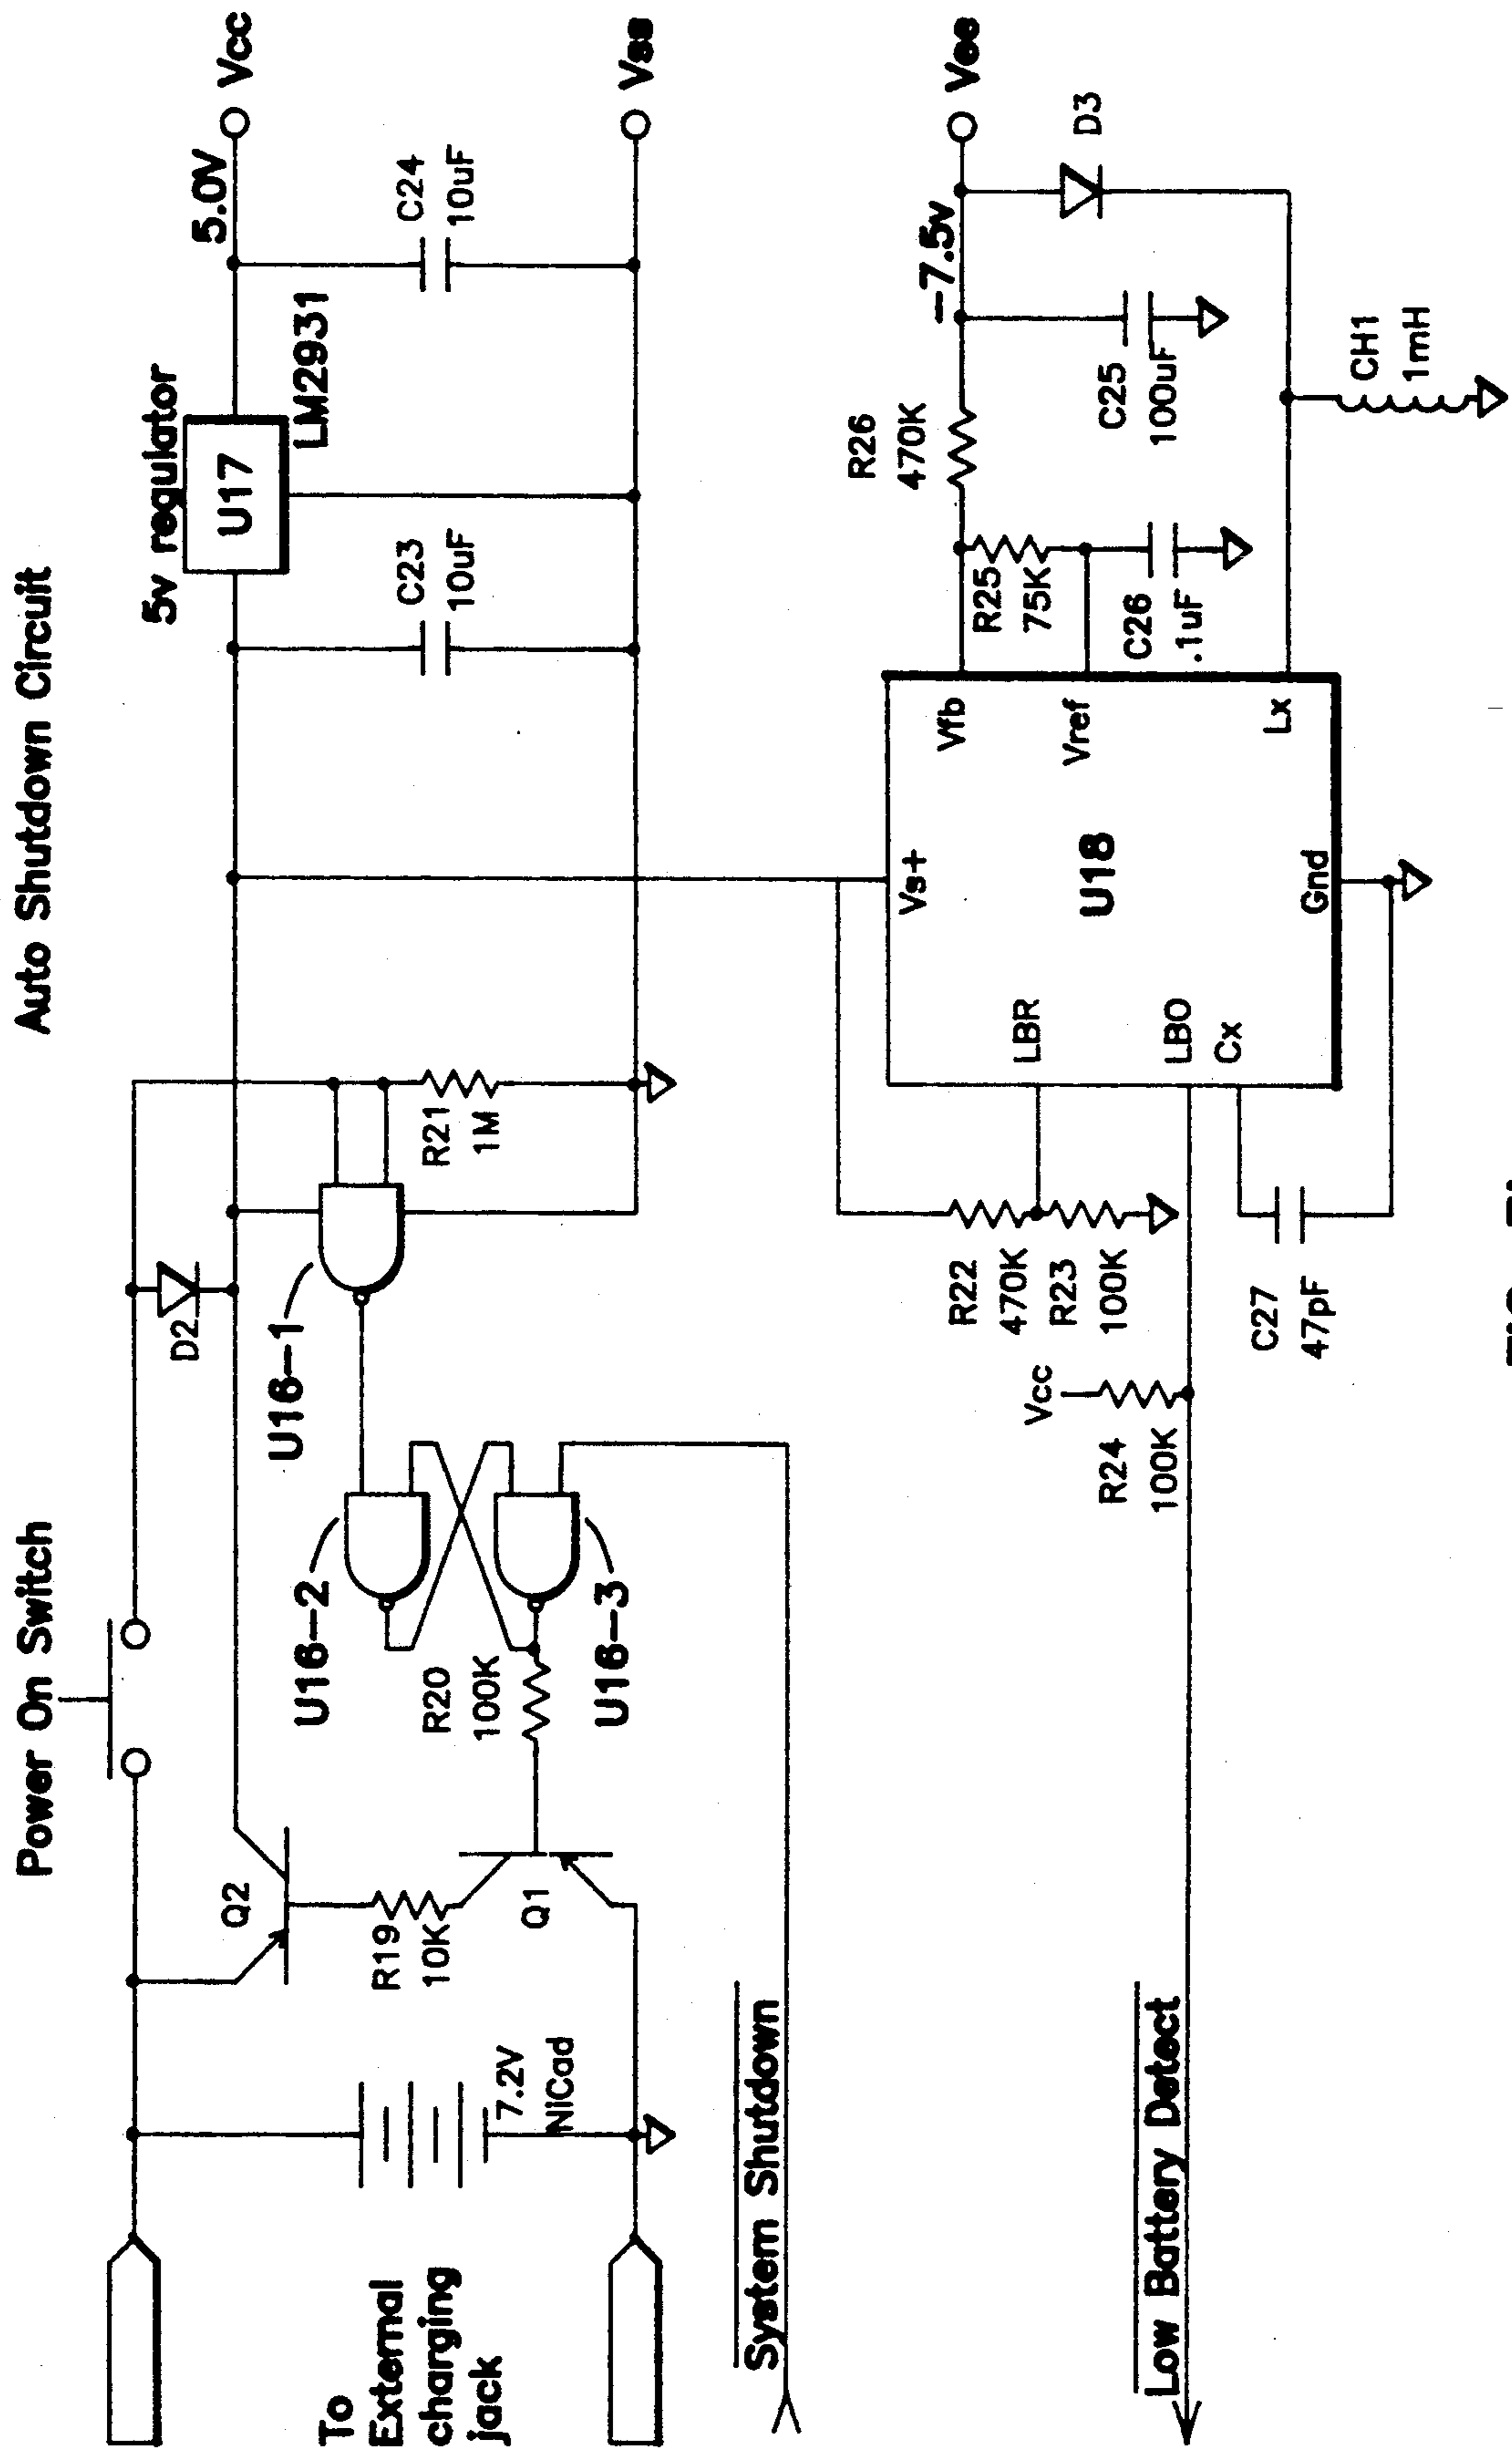 Auto Shutdown Circuit
Power On Switch
5v regulator
5.0V
Vcc
U17
LM2931
D2
Q2
U16-1
U16-2
R19
10K
R20
100K
R21
1M
C23
10uF
C24
10uF
To
External
charging
jack
7.2V
NiCad
Q1
U16-3
Vss
System Shutdown
Vs+
Vfb
Vref
Lx
U18
LBR
LBO
Cx
Gnd
R26
470K
-7.5v
Vee
R25
75K
C26
.1uF
C25
100uF
D3
CH1
1mH
R22
470K
R23
100K
Vcc
R24
100K
C27
47pF
Low Battery Detect